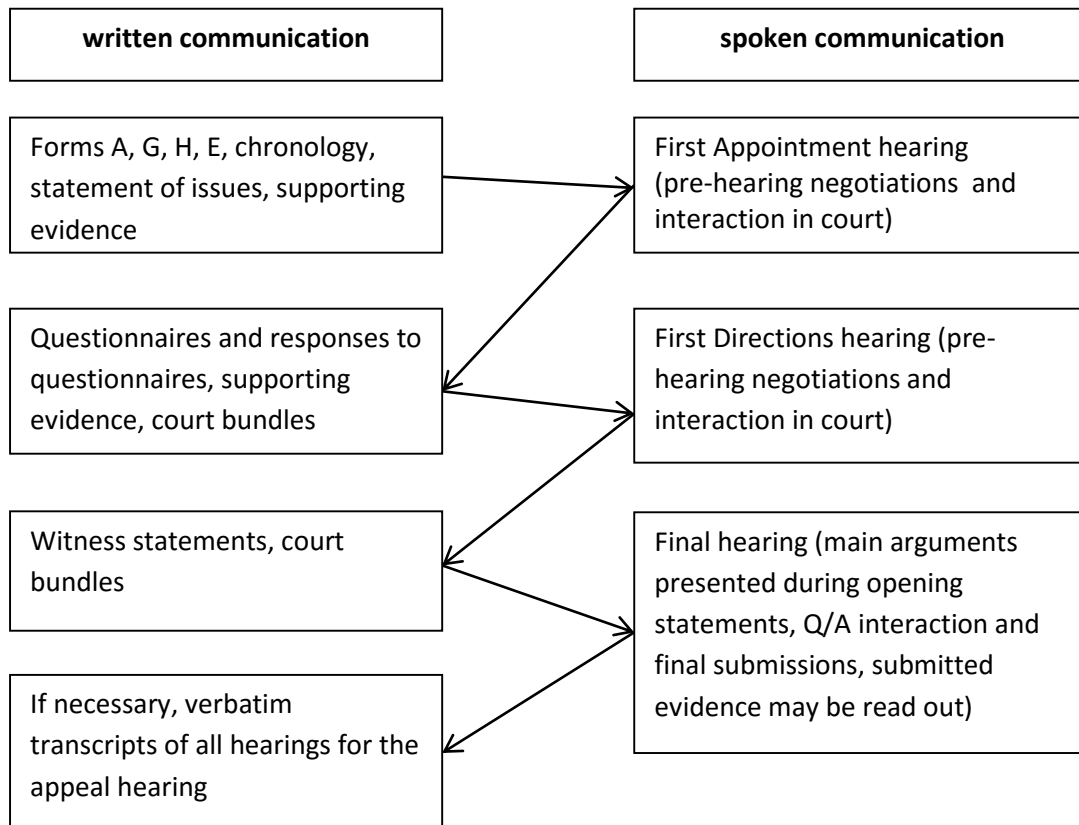 written communication
spoken communication
Forms A, G, H, E, chronology,
statement of issues, supporting
evidence
First Appointment hearing
(pre-hearing negotiations and
interaction in court)
Questionnaires and responses to
questionnaires, supporting
evidence, court bundles
First Directions hearing (pre-
hearing negotiations and
interaction in court)
Witness statements, court
bundles
Final hearing (main arguments
presented during opening
statements, Q/A interaction and
final submissions, submitted
evidence may be read out)
If necessary, verbatim
transcripts of all hearings for the
appeal hearing